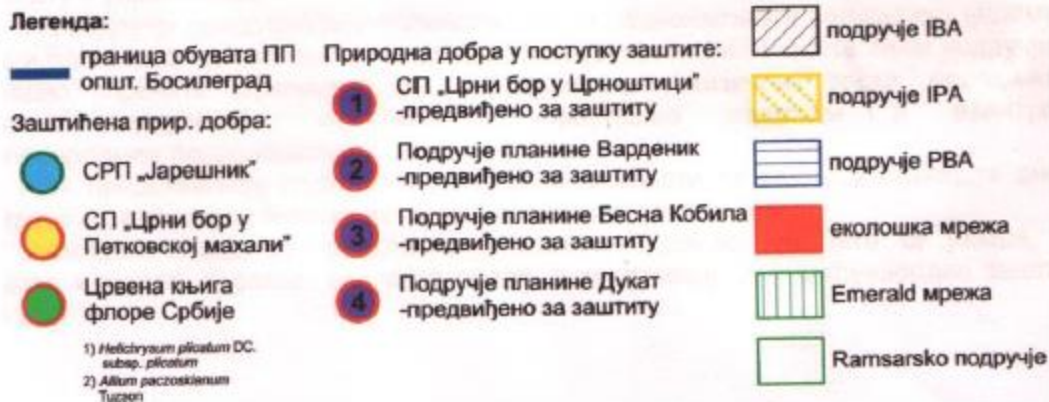 Легенда:
граница обувата ПП
општ. Босилеград
Заштићена прир. добра:
СРП „Јарешник"
СП „Црни бор у
Петковској махали"
Црвена књига
флоре Србије
1) Helichrysum plicatum DC.
subsp. plicatum
2) Allium paczoskianum
Tuzson
Природна добра у поступку заштите:
1
СП „Црни бор у Црноштици"
-предвиђено за заштиту
2
Подручје планине Варденик
-предвиђено за заштиту
3
Подручје планине Бесна Кобила
-предвиђено за заштиту
4
Подручје планине Дукат
-предвиђено за заштиту
подручје IBA
подручје IPA
подручје PBA
еколошка мрежа
Emerald мрежа
Ramsarsko подручје